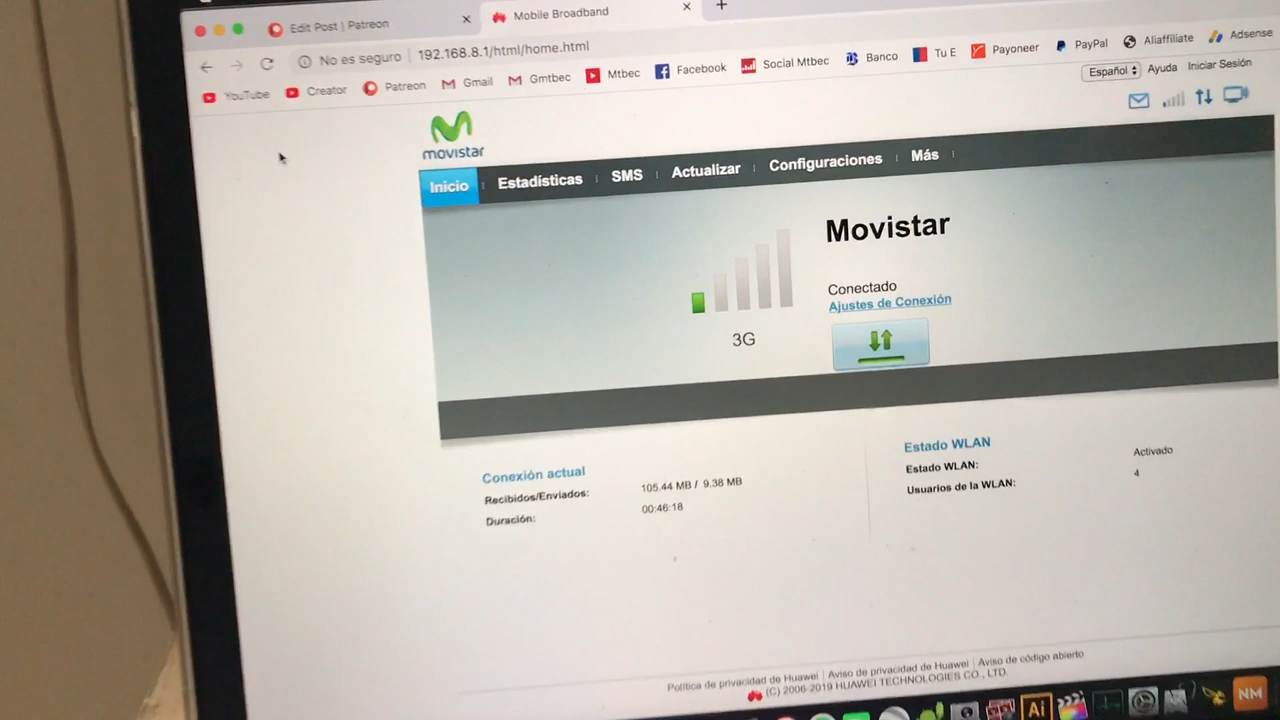 Edit Post | Patreon
Mobile Broadband
No es seguro 192.168.8.1/html/home.html
YouTube Creator Patreon Gmail Gmtbec Mtbec Facebook Social Mtbec Banco Tu E Payoneer PayPal Aliaffiliate Adsense
Español Ayuda Iniciar Sesión
movistar
Inicio Estadísticas SMS Actualizar Configuraciones Más
Movistar
Conectado
Ajustes de Conexión
3G
Conexión actual
Recibidos/Enviados: 105.44 MB / 9.38 MB
Duración: 00:46:18
Estado WLAN
Estado WLAN: Activado
Usuarios de la WLAN: 4
Política de privacidad de Huawei | Aviso de privacidad de Huawei | Aviso de código abierto
(C) 2006-2019 HUAWEI TECHNOLOGIES CO., LTD.
Ai NM